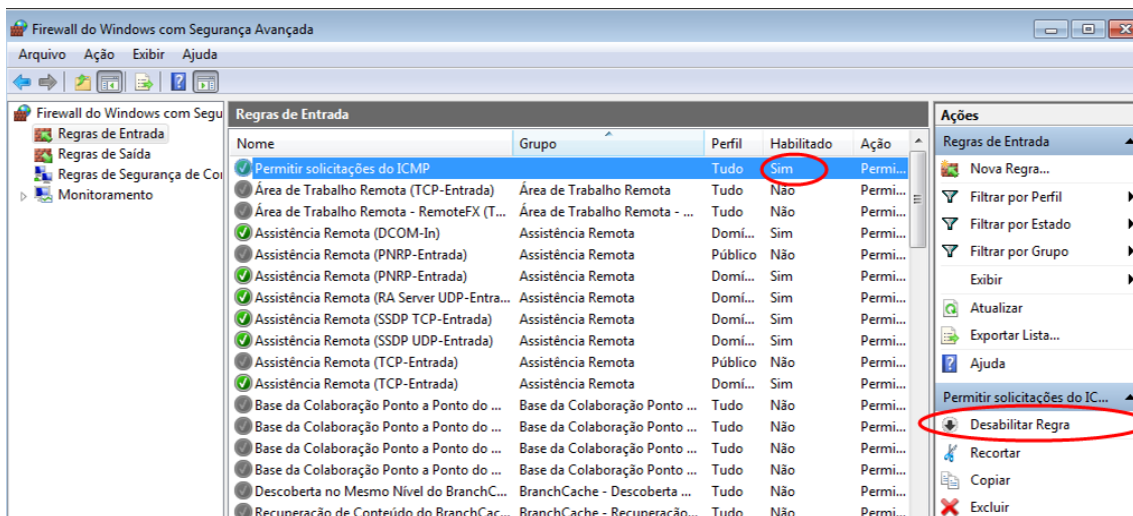 Firewall do Windows com Segurança Avançada
Arquivo Ação Exibir Ajuda
Firewall do Windows com Segu
Regras de Entrada
Regras de Saída
Regras de Segurança de Co
Monitoramento
Regras de Entrada
Nome Grupo Perfil Habilitado Ação
Permitir solicitações do ICMP Tudo Sim Permi...
Área de Trabalho Remota (TCP-Entrada) Área de Trabalho Remota Tudo Não Permi...
Área de Trabalho Remota - RemoteFX (T... Área de Trabalho Remota - ... Tudo Não Permi...
Assistência Remota (DCOM-In) Assistência Remota Domí... Sim Permi...
Assistência Remota (PNRP-Entrada) Assistência Remota Público Não Permi...
Assistência Remota (PNRP-Entrada) Assistência Remota Domí... Sim Permi...
Assistência Remota (RA Server UDP-Entra... Assistência Remota Domí... Sim Permi...
Assistência Remota (SSDP TCP-Entrada) Assistência Remota Domí... Sim Permi...
Assistência Remota (SSDP UDP-Entrada) Assistência Remota Domí... Sim Permi...
Assistência Remota (TCP-Entrada) Assistência Remota Público Não Permi...
Assistência Remota (TCP-Entrada) Assistência Remota Domí... Sim Permi...
Base da Colaboração Ponto a Ponto do ... Base da Colaboração Ponto ... Tudo Não Permi...
Base da Colaboração Ponto a Ponto do ... Base da Colaboração Ponto ... Tudo Não Permi...
Base da Colaboração Ponto a Ponto do ... Base da Colaboração Ponto ... Tudo Não Permi...
Base da Colaboração Ponto a Ponto do ... Base da Colaboração Ponto ... Tudo Não Permi...
Descoberta no Mesmo Nível do BranchC... BranchCache - Descoberta ... Tudo Não Permi...
Recuperação de Conteúdo do BranchCac... BranchCache - Recuperação... Tudo Não Permi...
Ações
Regras de Entrada
Nova Regra...
Filtrar por Perfil
Filtrar por Estado
Filtrar por Grupo
Exibir
Atualizar
Exportar Lista...
Ajuda
Permitir solicitações do IC...
Desabilitar Regra
Recortar
Copiar
Excluir